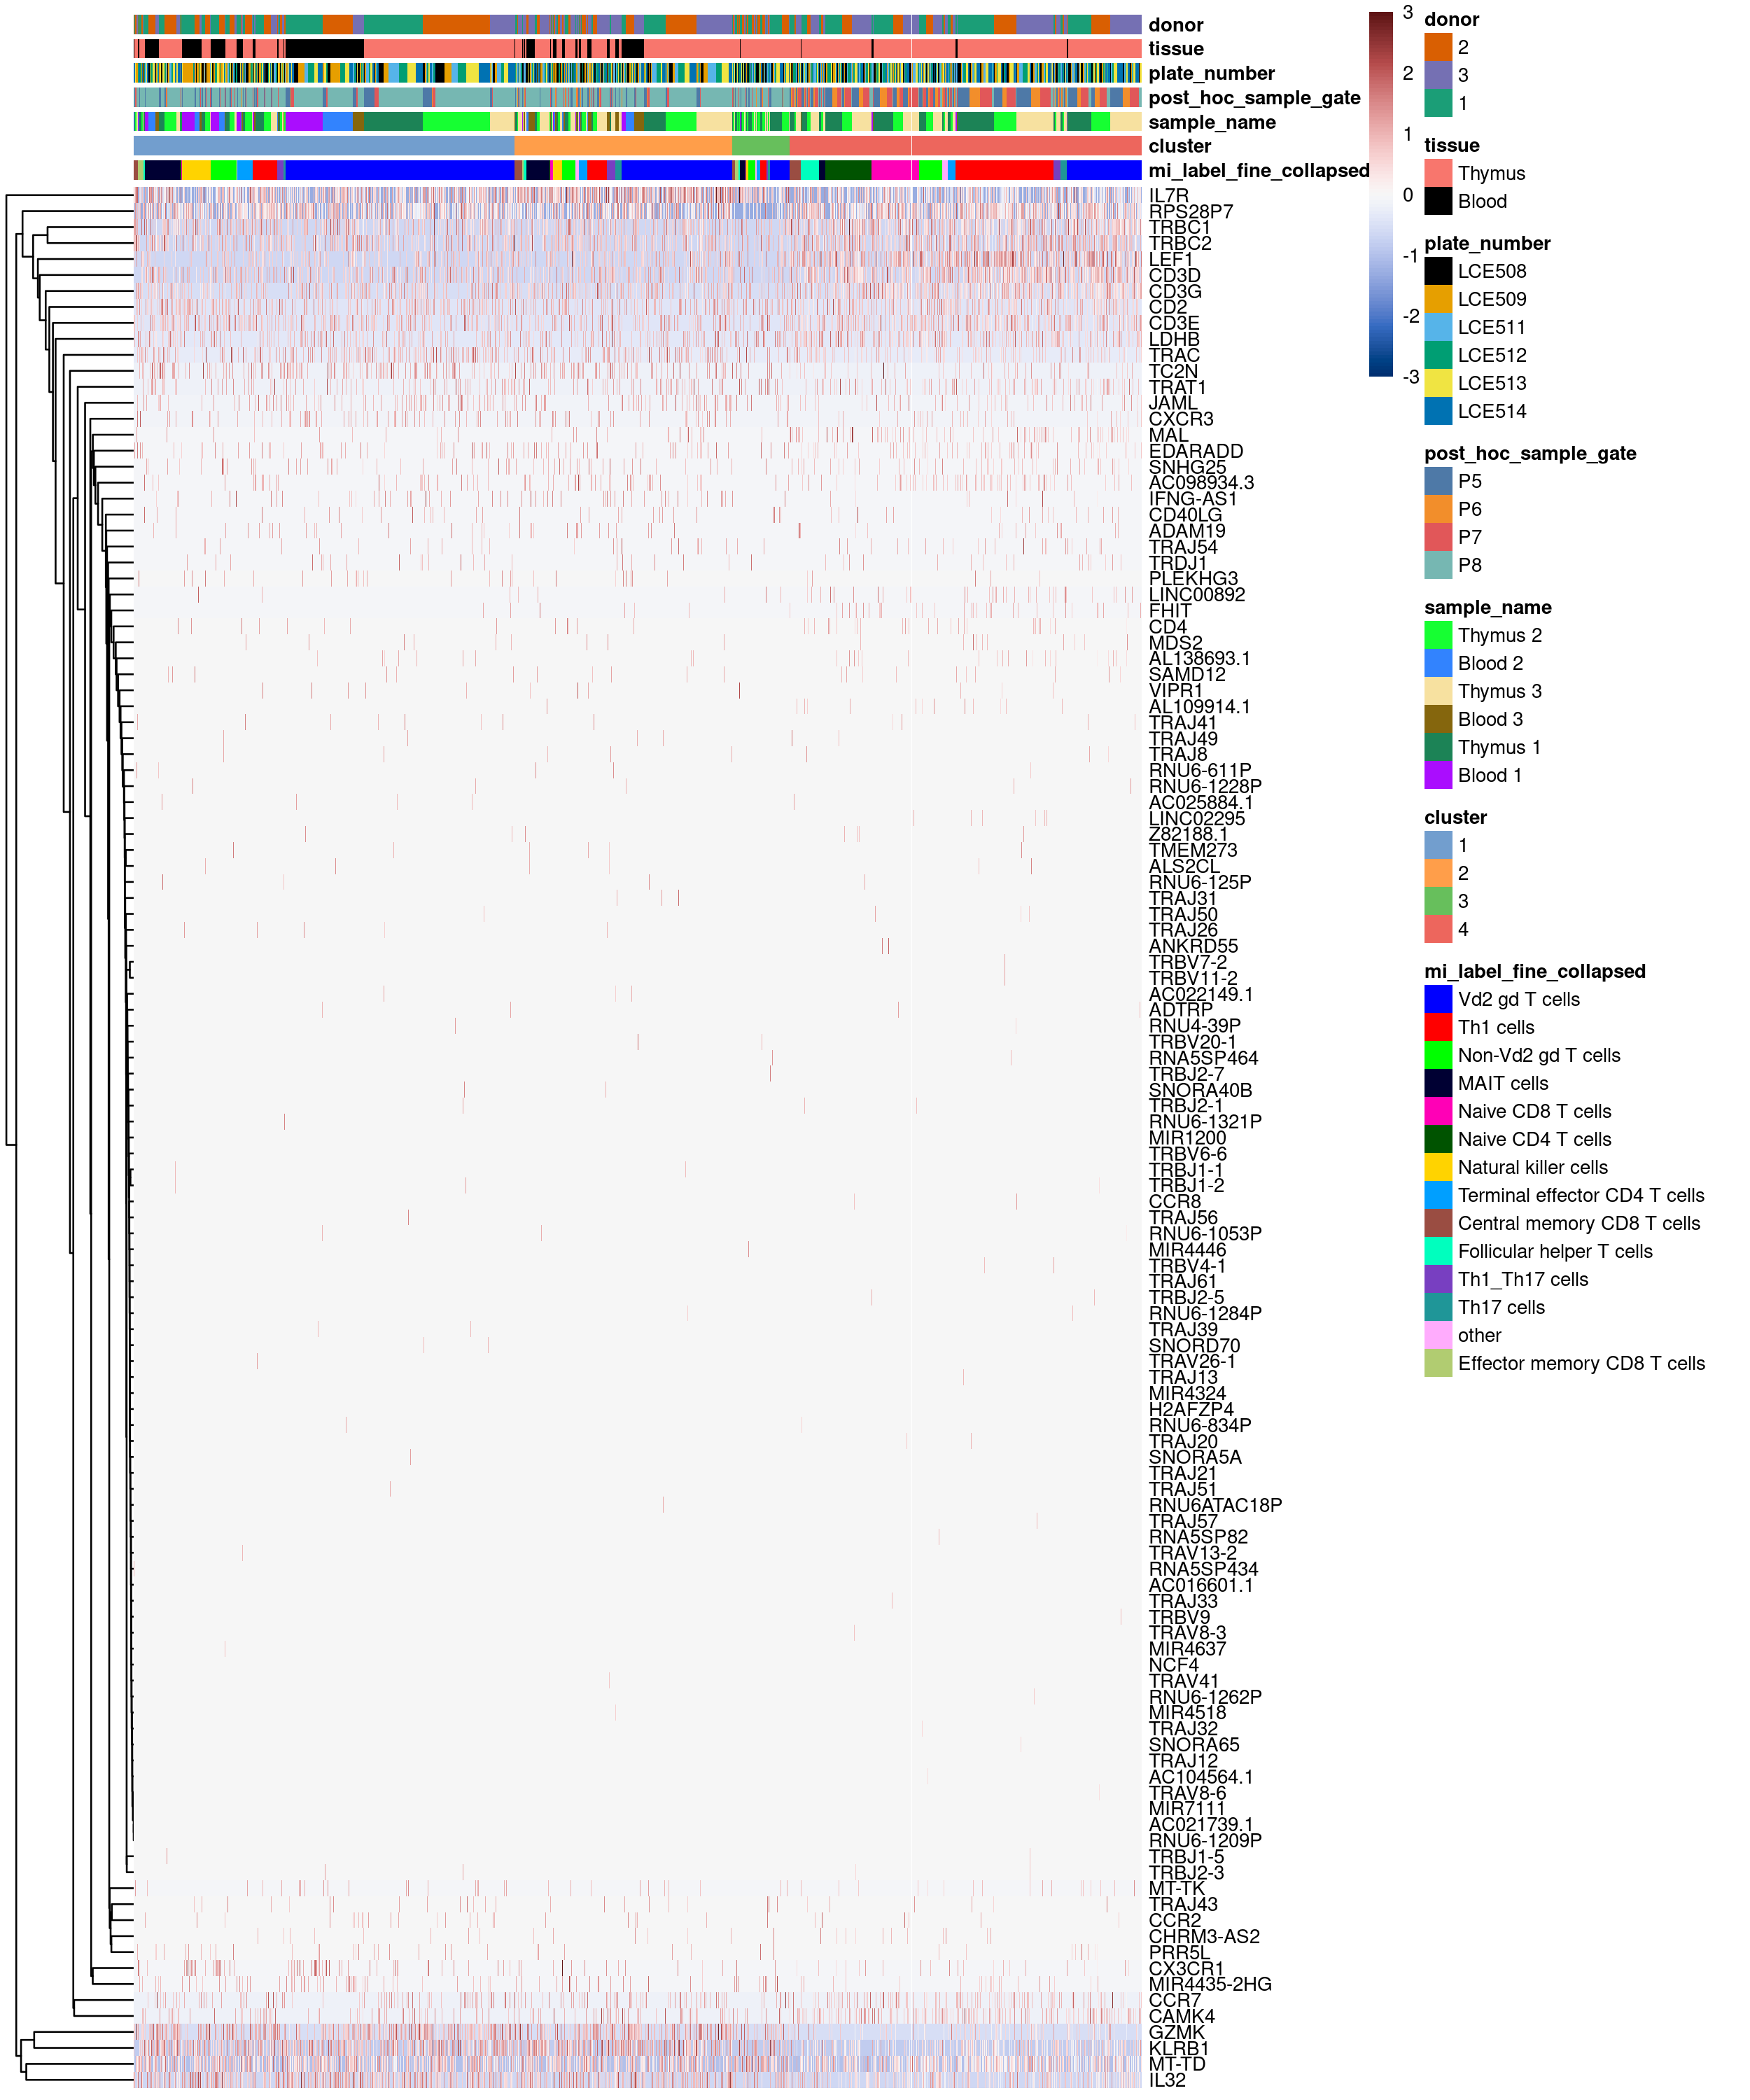 donor
tissue
plate_number
post_hoc_sample_gate
sample_name
cluster
mi_label_fine_collapsed
IL7R
RPS28P7
TRBC1
TRBC2
LEF1
CD3D
CD3G
CD2
CD3E
LDHB
TRAC
TC2N
TRAT1
JAML
CXCR3
MAL
EDARADD
SNHG25
AC098934.3
IFNG-AS1
CD40LG
ADAM19
TRAJ54
TRDJ1
PLEKHG3
LINC00892
FHIT
CD4
MDS2
AL138693.1
SAMD12
VIPR1
AL109914.1
TRAJ41
TRAJ49
TRAJ8
RNU6-611P
RNU6-1228P
AC025884.1
LINC02295
Z82188.1
TMEM273
ALS2CL
RNU6-125P
TRAJ31
TRAJ50
TRAJ26
ANKRD55
TRBV7-2
TRBV11-2
AC022149.1
ADTRP
RNU4-39P
TRBV20-1
RNA5SP464
TRBJ2-7
SNORA40B
TRBJ2-1
RNU6-1321P
MIR1200
TRBV6-6
TRBJ1-1
TRBJ1-2
CCR8
TRAJ56
RNU6-1053P
MIR4446
TRBV4-1
TRAJ61
TRBJ2-5
RNU6-1284P
TRAJ39
SNORD70
TRAV26-1
TRAJ13
MIR4324
H2AFZP4
RNU6-834P
TRAJ20
SNORA5A
TRAJ21
TRAJ51
RNU6ATAC18P
TRAJ57
RNA5SP82
TRAV13-2
RNA5SP434
AC016601.1
TRAJ33
TRBV9
TRAV8-3
MIR4637
NCF4
TRAV41
RNU6-1262P
MIR4518
TRAJ32
SNORA65
TRAJ12
AC104564.1
TRAV8-6
MIR7111
AC021739.1
RNU6-1209P
TRBJ1-5
TRBJ2-3
MT-TK
TRAJ43
CCR2
CHRM3-AS2
PRR5L
CX3CR1
MIR4435-2HG
CCR7
CAMK4
GZMK
KLRB1
MT-TD
IL32
3
2
1
0
-1
-2
-3
donor
2
3
1
tissue
Thymus
Blood
plate_number
LCE508
LCE509
LCE511
LCE512
LCE513
LCE514
post_hoc_sample_gate
P5
P6
P7
P8
sample_name
Thymus 2
Blood 2
Thymus 3
Blood 3
Thymus 1
Blood 1
cluster
1
2
3
4
mi_label_fine_collapsed
Vd2 gd T cells
Th1 cells
Non-Vd2 gd T cells
MAIT cells
Naive CD8 T cells
Naive CD4 T cells
Natural killer cells
Terminal effector CD4 T cells
Central memory CD8 T cells
Follicular helper T cells
Th1_Th17 cells
Th17 cells
other
Effector memory CD8 T cells